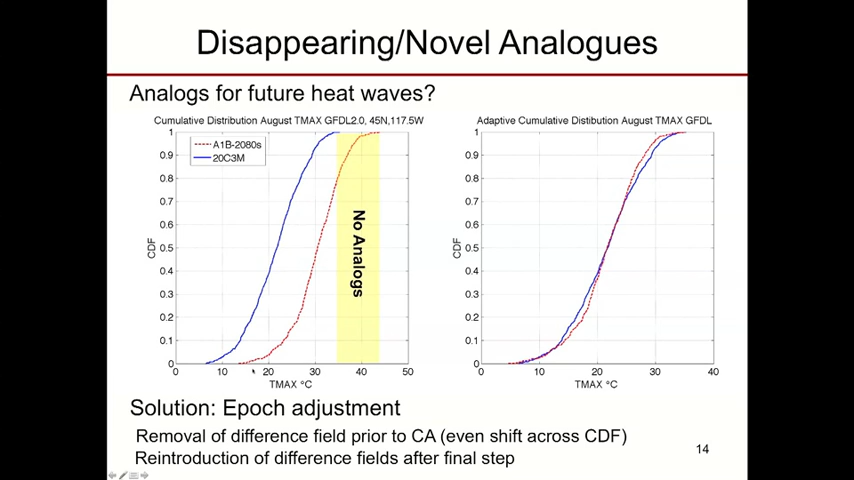 Disappearing/Novel Analogues
Analogs for future heat waves?
Cumulative Distribution August TMAX GFDL2.0, 45N,117.5W
1
0.9
0.8
0.7
0.6
0.5
0.4
0.3
0.2
0.1
0
CDF
A1B-2080s
20C3M
No Analogs
0 10 20 30 40 50
TMAX °C
Adaptive Cumulative Distibution August TMAX GFDL
1
0.9
0.8
0.7
0.6
0.5
0.4
0.3
0.2
0.1
0
CDF
0 10 20 30 40
TMAX °C
Solution: Epoch adjustment
Removal of difference field prior to CA (even shift across CDF)
Reintroduction of difference fields after final step
14